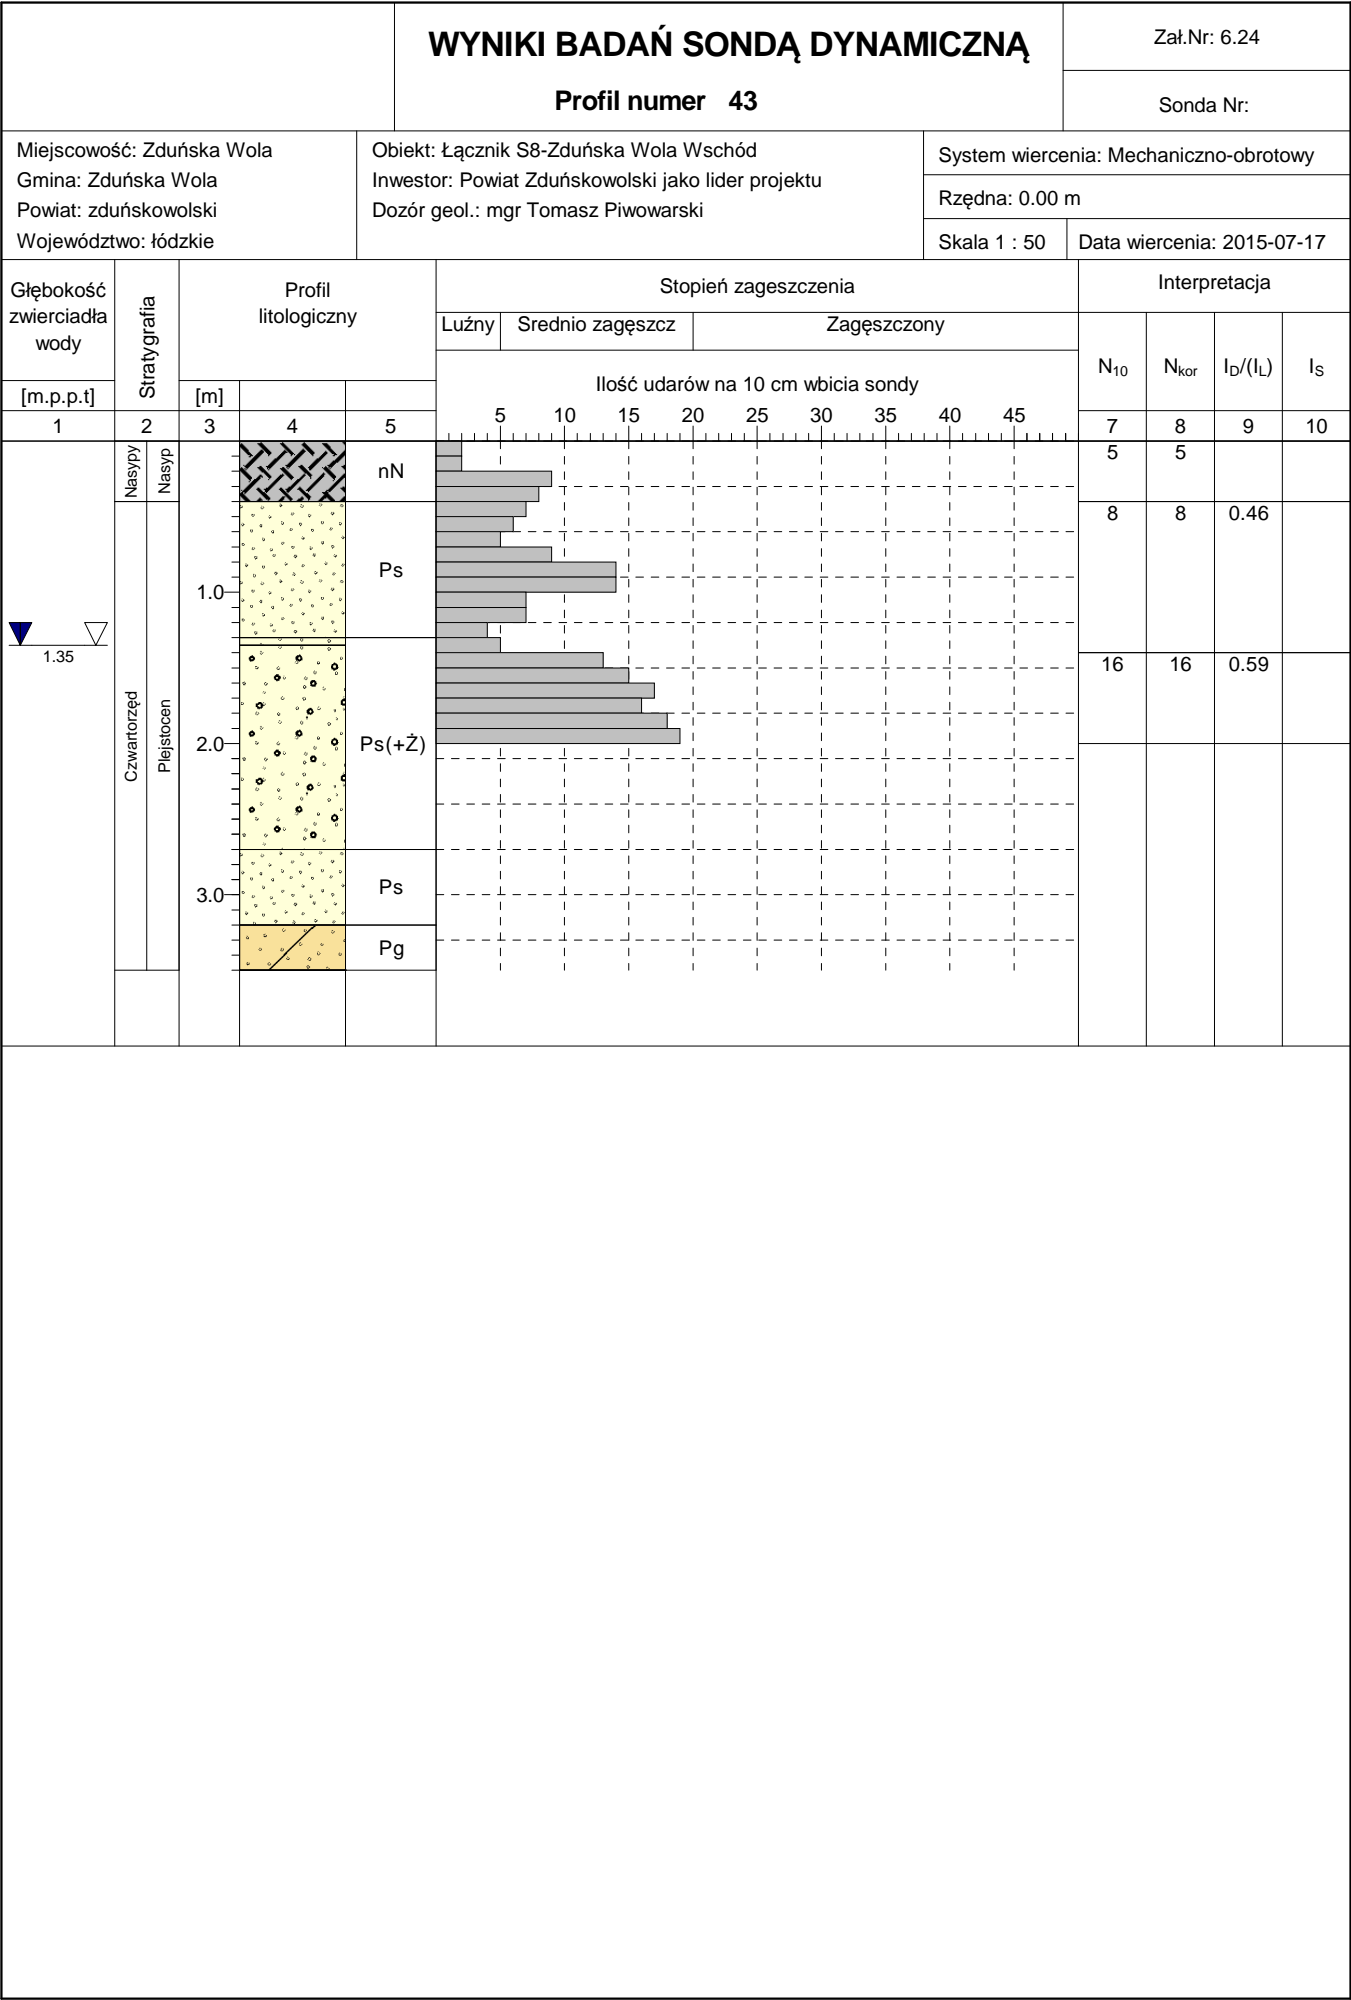 WYNIKI BADAŃ SONDĄ DYNAMICZNĄ
Profil numer 43
Zał.Nr: 6.24
Sonda Nr:
Miejscowość: Zduńska Wola
Gmina: Zduńska Wola
Powiat: zduńskowolski
Województwo: łódzkie
Obiekt: Łącznik S8-Zduńska Wola Wschód
Inwestor: Powiat Zduńskowolski jako lider projektu
Dozór geol.: mgr Tomasz Piwowarski
System wiercenia: Mechaniczno-obrotowy
Rzędna: 0.00 m
Skala 1 : 50
Data wiercenia: 2015-07-17
Głębokość
zwierciadła
wody
[m.p.p.t]
Stratygrafia
Profil
litologiczny
[m]
Stopień zageszczenia
Luźny
Srednio zagęszcz
Zagęszczony
Ilość udarów na 10 cm wbicia sondy
5 10 15 20 25 30 35 40 45
Interpretacja
N10
Nkor
ID/(IL)
IS
1 2 3 4 5 7 8 9 10
Nasypy
Nasyp
nN
5 5
Ps
8 8 0.46
1.0
1.35
16 16 0.59
Czwartorzęd
Plejstocen
2.0
Ps(+Ż)
Ps
3.0
Pg